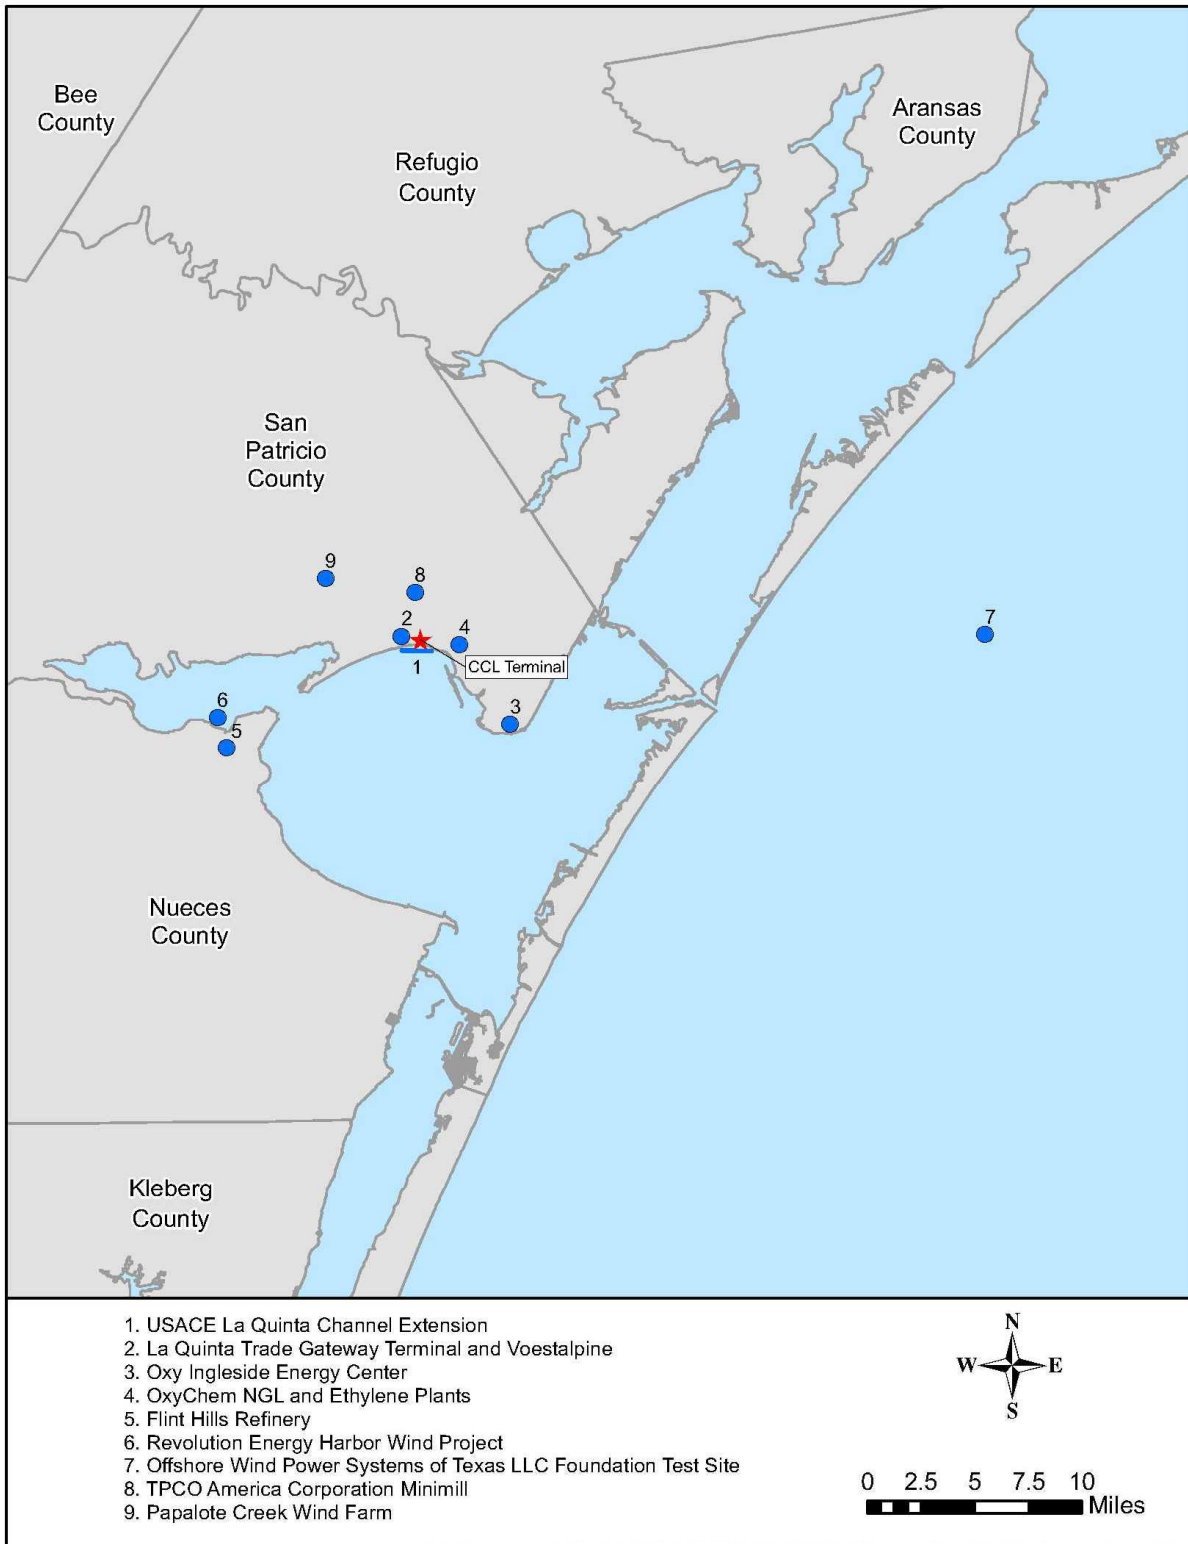 Bee
County
Aransas
County
Refugio
County
San
Patricio
County
9
8
2
4
7
1
CCL Terminal
3
6
5
Nueces
County
Kleberg
County
1. USACE La Quinta Channel Extension
2. La Quinta Trade Gateway Terminal and Voestalpine
3. Oxy Ingleside Energy Center
4. OxyChem NGL and Ethylene Plants
5. Flint Hills Refinery
6. Revolution Energy Harbor Wind Project
7. Offshore Wind Power Systems of Texas LLC Foundation Test Site
8. TPCO America Corporation Minimill
9. Papalote Creek Wind Farm
N
W E
S
0 2.5 5 7.5 10
Miles